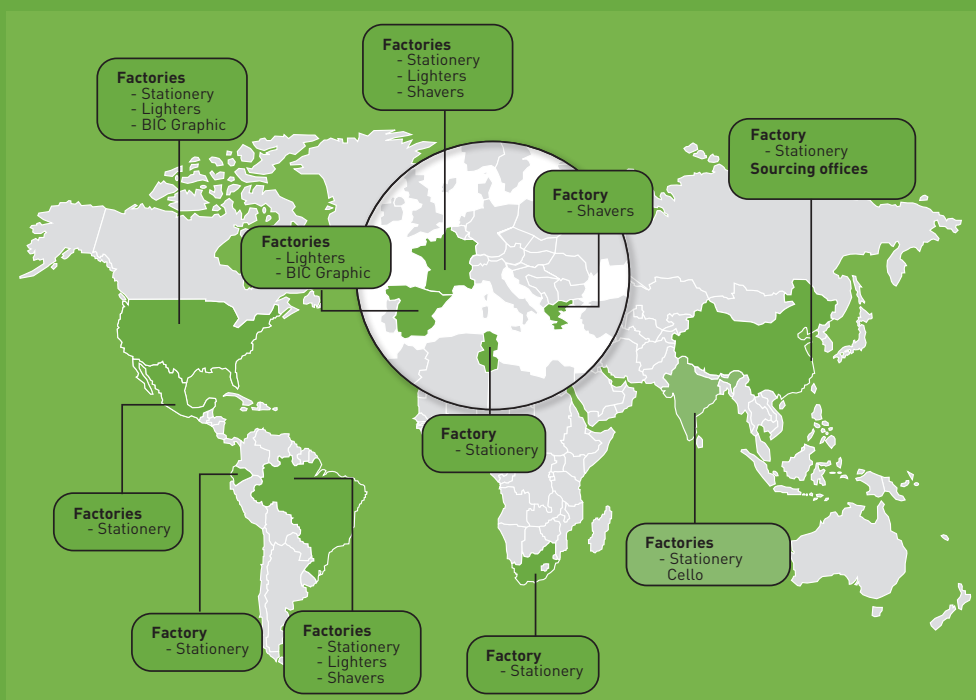 Factories
- Stationery
- Lighters
- Shavers
Factories
- Stationery
- Lighters
- BIC Graphic
Factory
- Stationery
Sourcing offices
Factory
- Shavers
Factories
- Lighters
- BIC Graphic
Factory
- Stationery
Factories
- Stationery
Factories
- Stationery
Cello
Factory
- Stationery
Factories
- Stationery
- Lighters
- Shavers
Factory
- Stationery